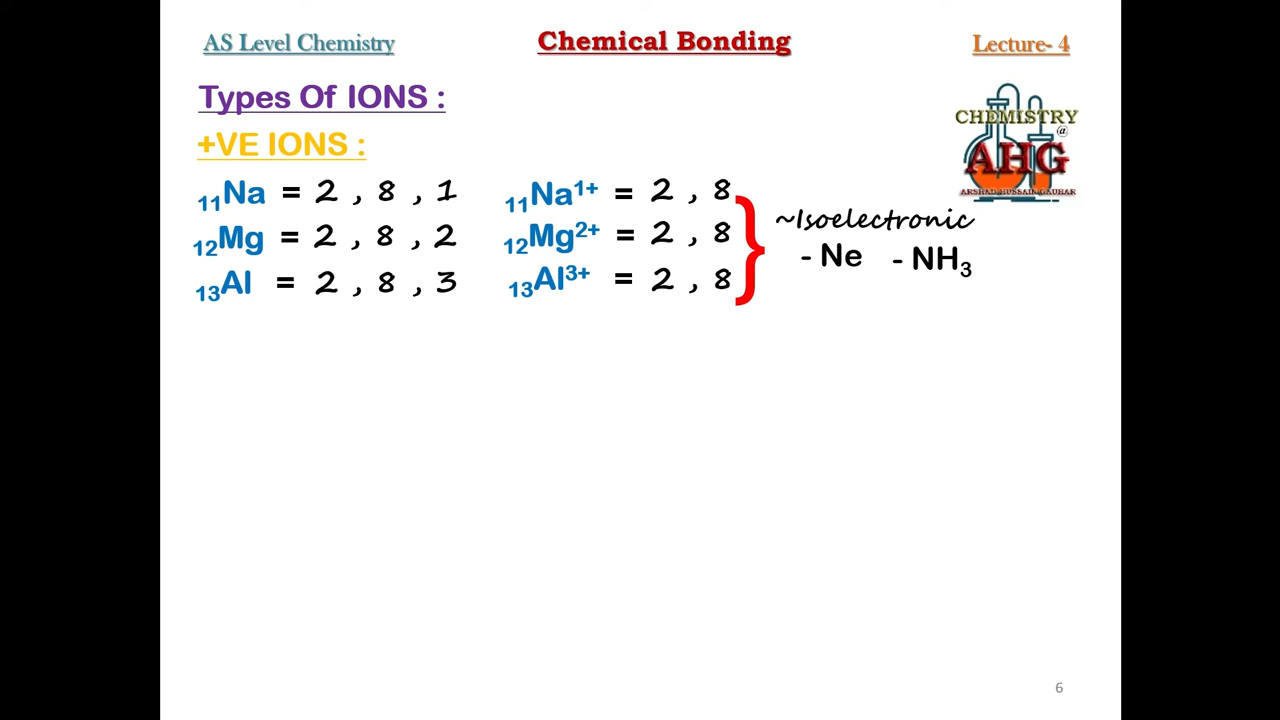 AS Level Chemistry
Chemical Bonding
Lecture- 4
Types Of IONS :
CHEMISTRY
@
AHG
ARSHAD HUSSAIN GAUHAR
+VE IONS :
₁₁Na = 2 , 8 , 1
₁₁Na¹⁺ = 2 , 8
₁₂Mg = 2 , 8 , 2
₁₂Mg²⁺ = 2 , 8
₁₃Al = 2 , 8 , 3
₁₃Al³⁺ = 2 , 8
~Isoelectronic
- Ne - NH₃
6